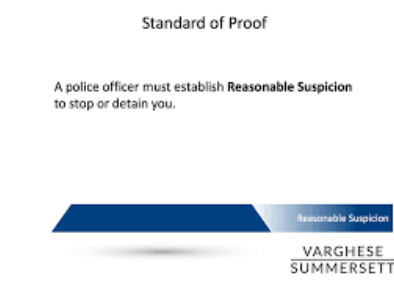 Standard of Proof
A police officer must establish Reasonable Suspicion
to stop or detain you.
Reasonable Suspicion
VARGHESE
SUMMERSETT